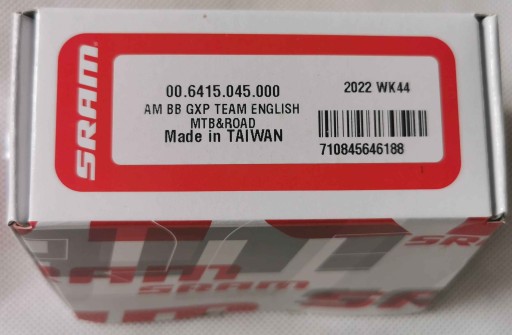 SRAM
00.6415.045.000
2022 WK44
AM BB GXP TEAM ENGLISH
MTB&ROAD
Made in TAIWAN
710845646188
SRAM
SRAM
SR